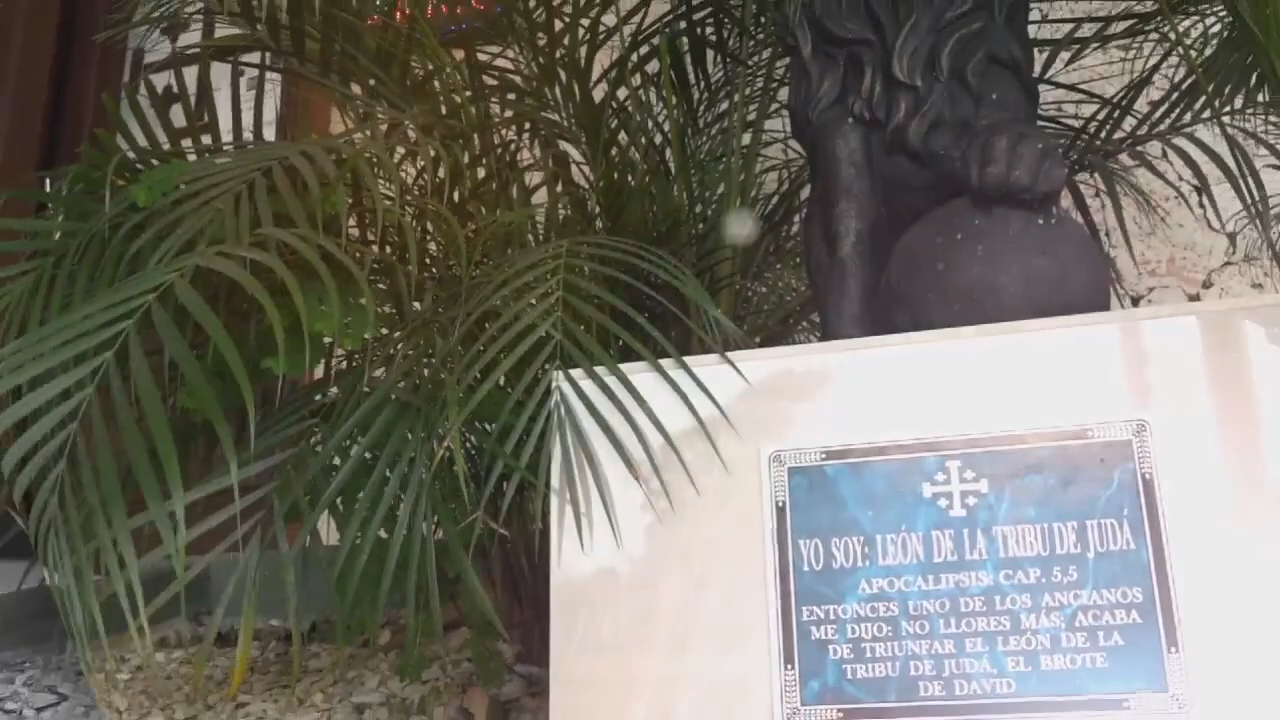 YO SOY: LEÓN DE LA TRIBU DE JUDÁ
APOCALIPSIS: CAP. 5,5
ENTONCES UNO DE LOS ANCIANOS
ME DIJO: NO LLORES MÁS; ACABA
DE TRIUNFAR EL LEÓN DE LA
TRIBU DE JUDÁ, EL BROTE
DE DAVID